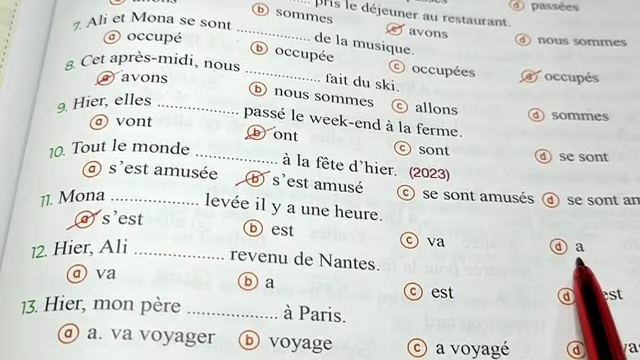 pris le déjeuner au restaurant.
ⓑ sommes ⓒ avons ⓓ passées
7. Ali et Mona se sont .................. de la musique. ⓓ nous sommes
ⓐ occupé ⓑ occupée ⓒ occupées ⓓ occupés
8. Cet après-midi, nous .................. fait du ski.
ⓐ avons ⓑ nous sommes ⓒ allons ⓓ sommes
9. Hier, elles .................. passé le week-end à la ferme.
ⓐ vont ⓑ ont ⓒ sont ⓓ se sont
10. Tout le monde .................. à la fête d'hier. (2023)
ⓐ s'est amusée ⓑ s'est amusé ⓒ se sont amusés ⓓ se sont
11. Mona .................. levée il y a une heure.
ⓐ s'est ⓑ est ⓒ va ⓓ a
12. Hier, Ali .................. revenu de Nantes.
ⓐ va ⓑ a ⓒ est ⓓ est
13. Hier, mon père .................. à Paris.
ⓐ a. va voyager ⓑ voyage ⓒ a voyagé ⓓ